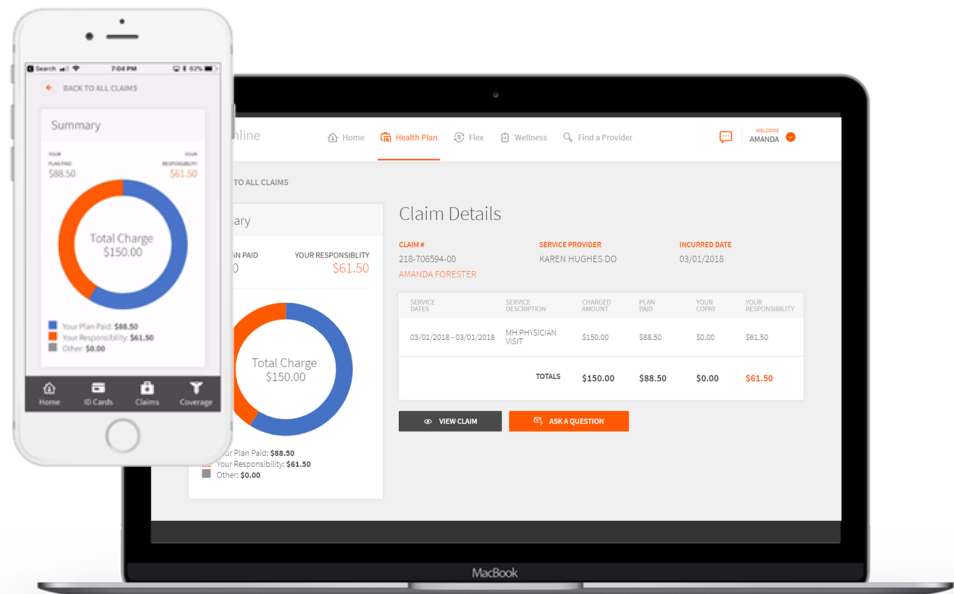 Search
7:04 PM
62%
BACK TO ALL CLAIMS
Summary
YOUR
PLAN PAID
$88.50
YOUR
RESPONSIBILITY
$61.50
Total Charge
$150.00
Your Plan Paid: $88.50
Your Responsibility: $61.50
Other: $0.00
Home ID Cards Claims Coverage
nline
Home Health Plan Flex Wellness Find a Provider
WELCOME
AMANDA
TO ALL CLAIMS
ary
AN PAID
0
YOUR RESPONSIBLITY
$61.50
Total Charge
$150.00
ur Plan Paid: $88.50
Your Responsibility: $61.50
Other: $0.00
Claim Details
CLAIM # SERVICE PROVIDER INCURRED DATE
218-706594-00 KAREN HUGHES DO 03/01/2018
AMANDA FORESTER
SERVICE DATES SERVICE DESCRIPTION CHARGED AMOUNT PLAN PAID YOUR COPAY YOUR RESPONSIBILITY
03/01/2018 - 03/01/2018 MH PHYSICIAN VISIT $150.00 $88.50 $0.00 $61.50
TOTALS $150.00 $88.50 $0.00 $61.50
VIEW CLAIM ASK A QUESTION
MacBook